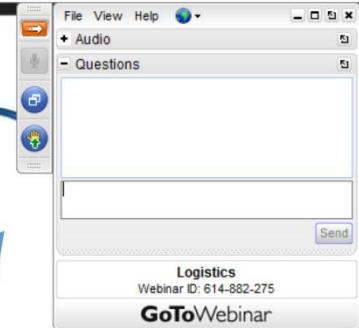 File View Help
Audio
Questions
Send
Logistics
Webinar ID: 614-882-275
GoToWebinar